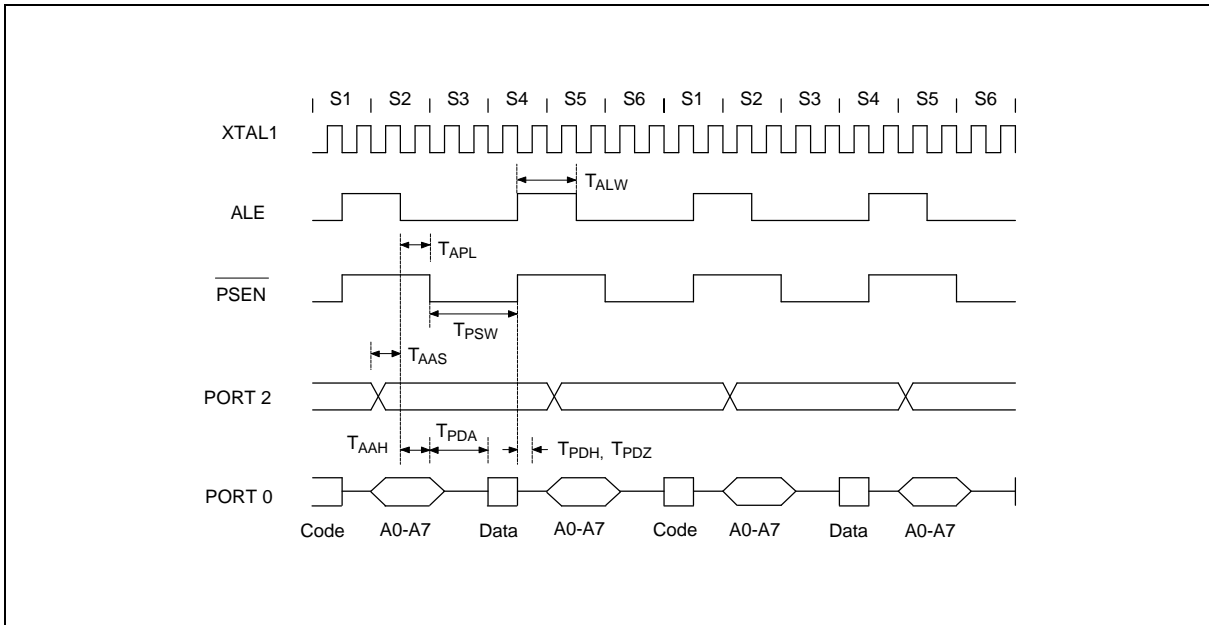 S1 S2 S3 S4 S5 S6 S1 S2 S3 S4 S5 S6
XTAL1
TALW
ALE
TAPL
PSEN
TPSW
TAAS
PORT 2
TAAH TPDA TPDH, TPDZ
PORT 0
Code A0-A7 Data A0-A7 Code A0-A7 Data A0-A7